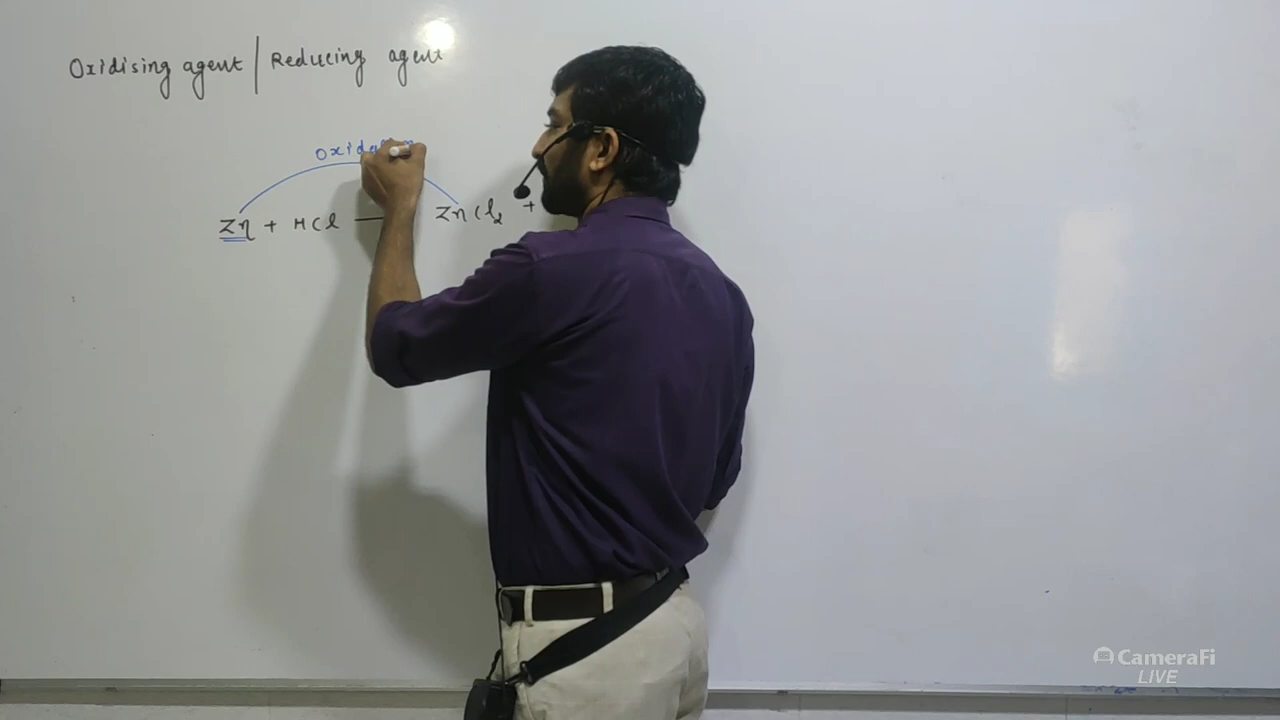 Oxidising agent | Reducing agent
Zn + HCl — ZnCl₂ +
CameraFi
LIVE